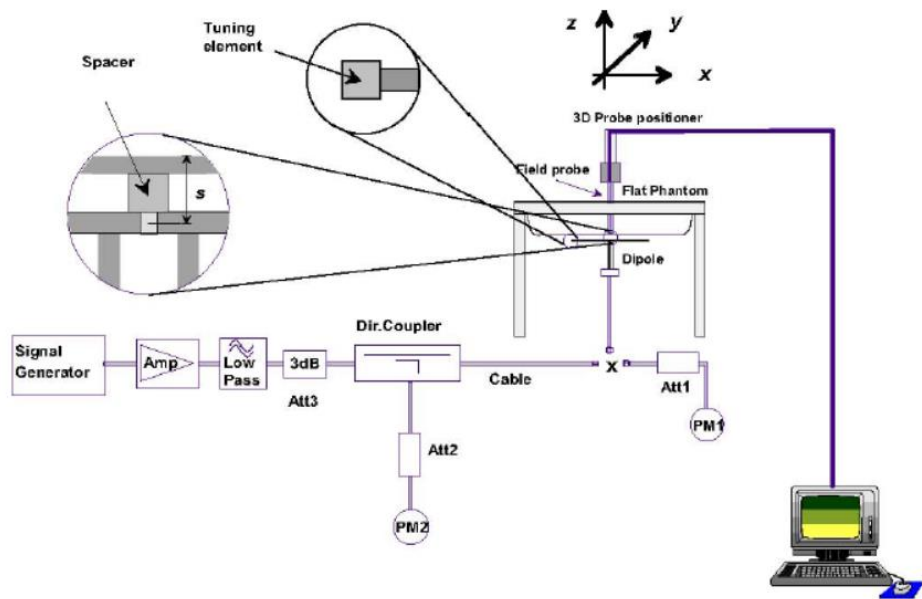 Tuning
element
Spacer
s
z
y
x
3D Probe positioner
Field probe
Flat Phantom
Dipole
Dir.Coupler
Signal
Generator
Amp
Low
Pass
3dB
Att3
Cable
x
Att1
PM1
Att2
PM2